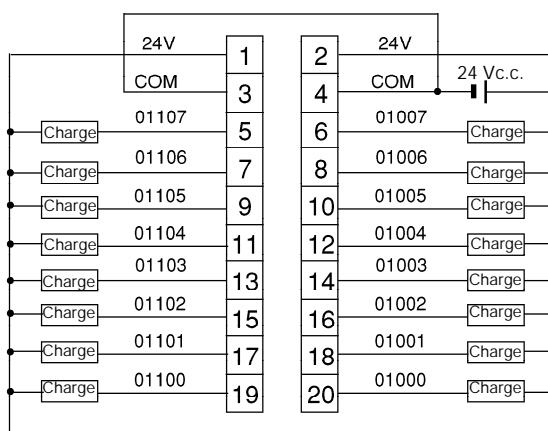 24V 1 2 24V
COM 3 4 COM 24 Vc.c.
Charge 01107 5 6 01007 Charge
Charge 01106 7 8 01006 Charge
Charge 01105 9 10 01005 Charge
Charge 01104 11 12 01004 Charge
Charge 01103 13 14 01003 Charge
Charge 01102 15 16 01002 Charge
Charge 01101 17 18 01001 Charge
Charge 01100 19 20 01000 Charge